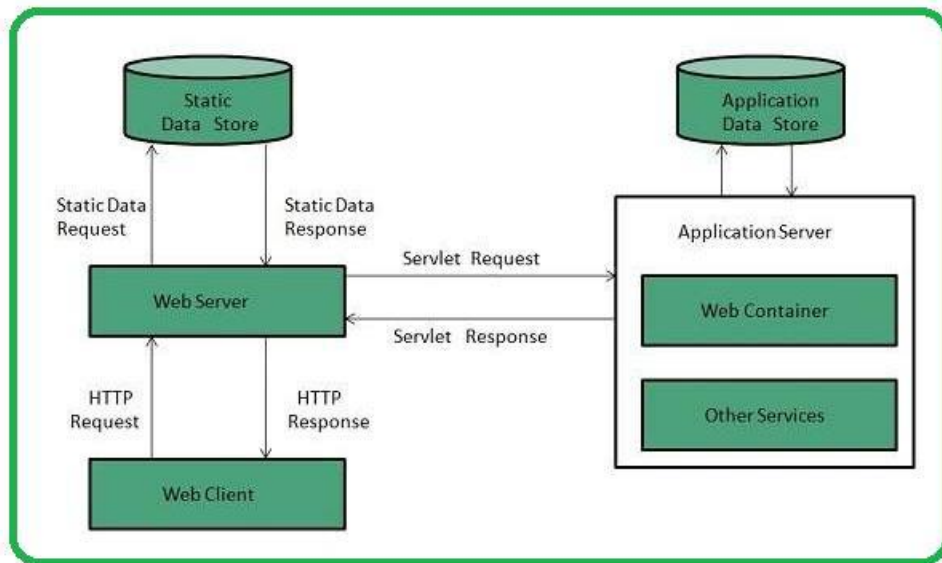 Static
Data Store
Application
Data Store
Static Data
Request
Static Data
Response
Application Server
Servlet Request
Web Server
Web Container
Servlet Response
HTTP
Request
HTTP
Response
Other Services
Web Client